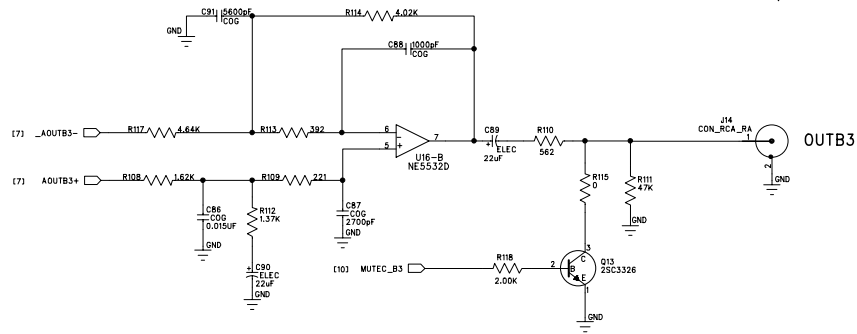 C91 5600pF
COG
GND
R114 4.02K
C88 1000pF
COG
[7] _AOUTB3-
R117 4.64K
R113 392
6
5
7
U16-B
NE5532D
C89
+ ELEC
22uF
R110
562
J14
CON_RCA_RA
1
2
GND
OUTB3
[7] AOUTB3+
R108 1.62K
R109 221
C86
COG
0.015UF
GND
R112
1.37K
C90
+ ELEC
22uF
GND
C87
COG
2700pF
GND
R115
0
R111
47K
GND
[10] MUTEC_B3
R118
2.00K
2
B
3
C
E
1
Q13
2SC3326
GND